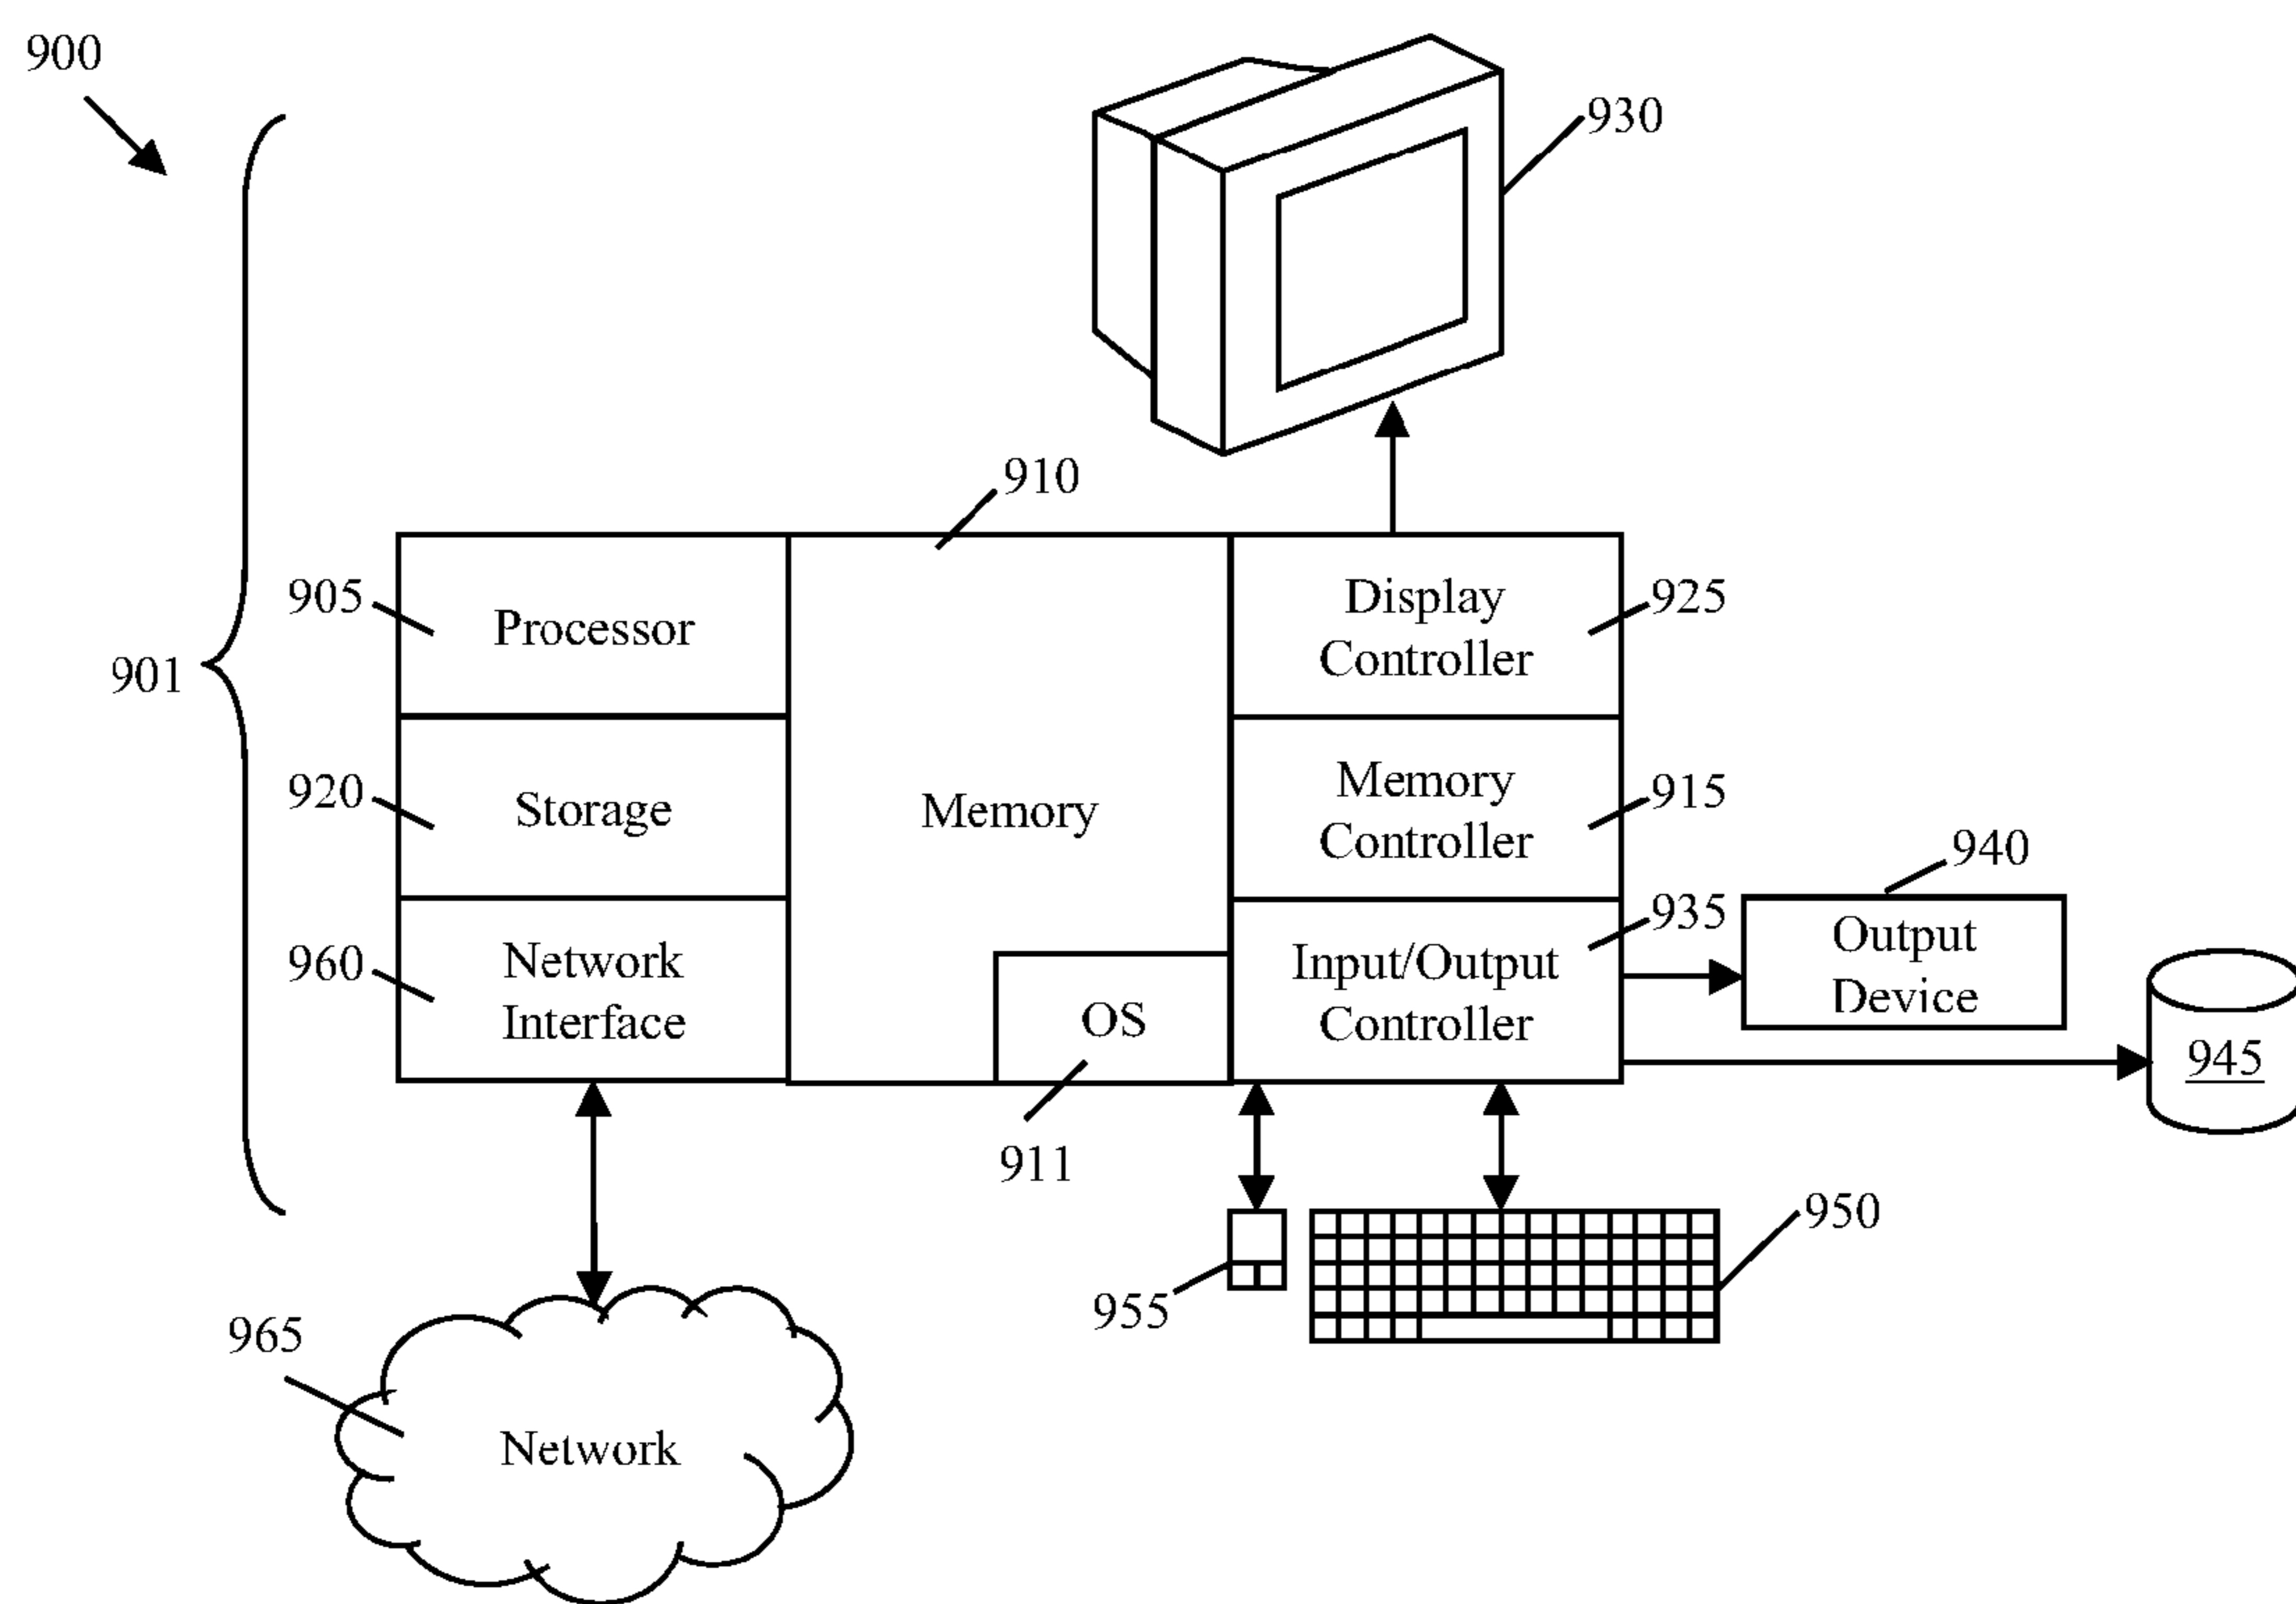 900
930
910
905
Processor
Display
Controller
925
901
920
Storage
Memory
Memory
Controller
915
940
935
Output
Device
960
Network
Interface
OS
Input/Output
Controller
945
911
950
955
965
Network